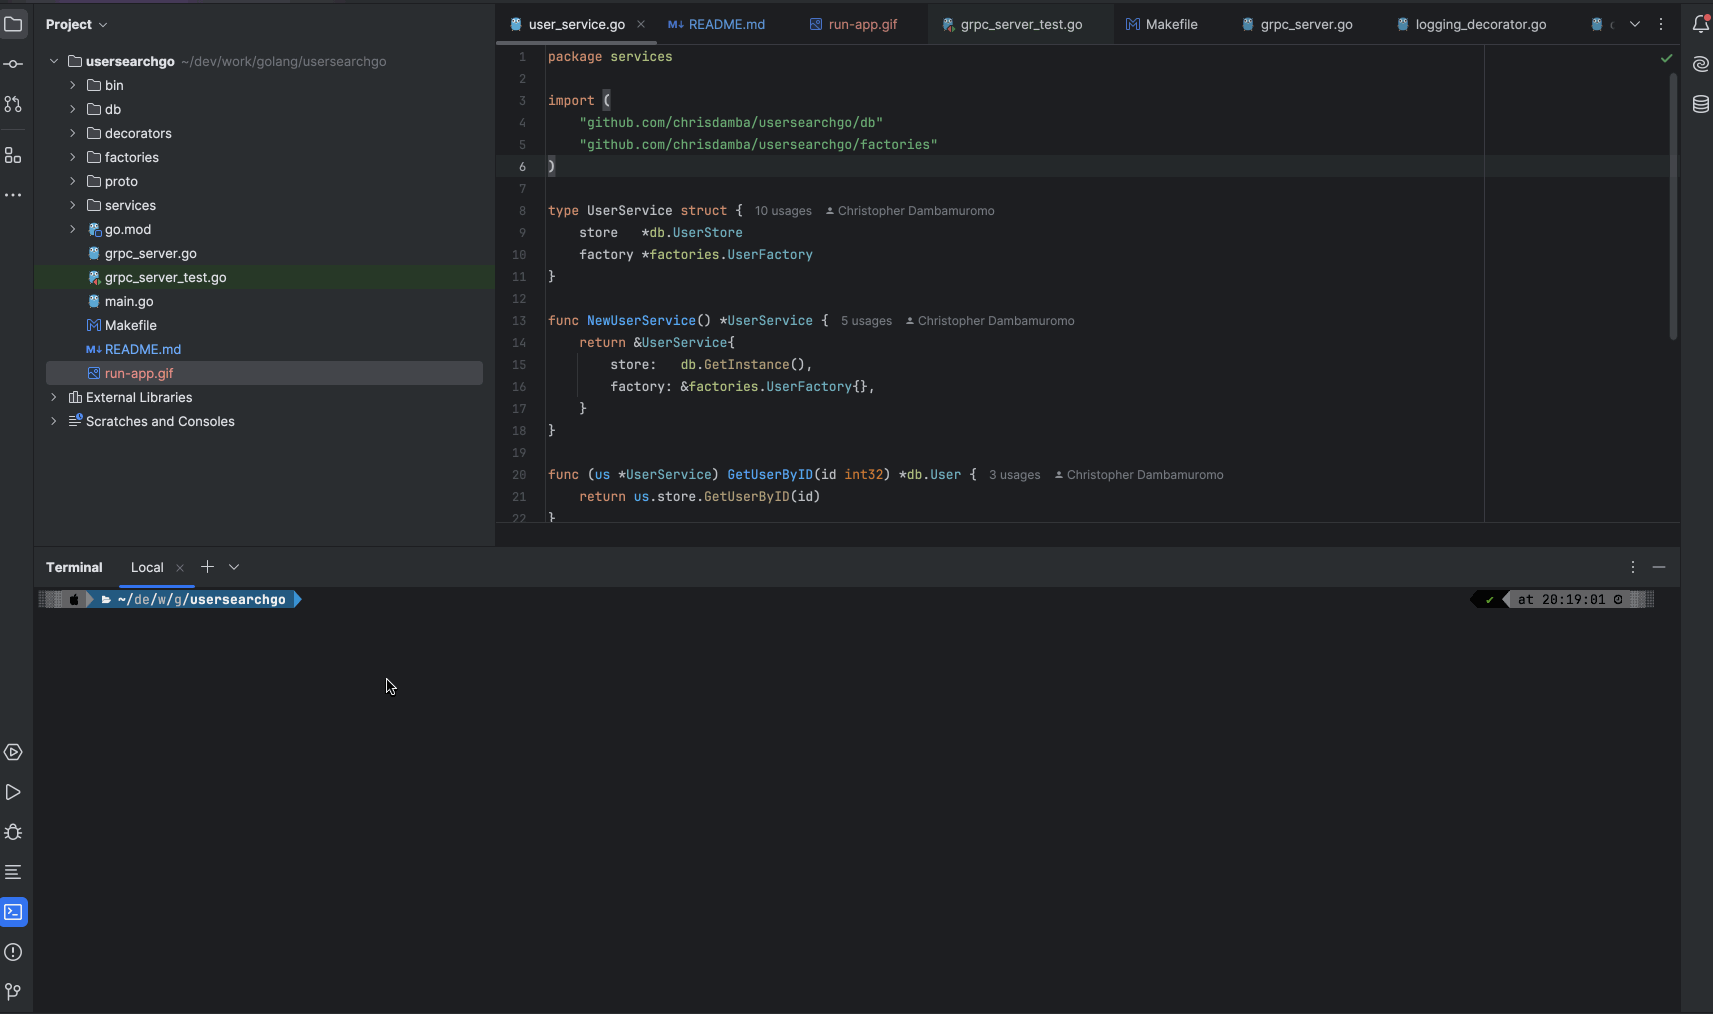 Project
usersearchgo ~/dev/work/golang/usersearchgo
bin
db
decorators
factories
proto
services
go.mod
grpc_server.go
grpc_server_test.go
main.go
Makefile
README.md
run-app.gif
External Libraries
Scratches and Consoles
user_service.go README.md run-app.gif grpc_server_test.go Makefile grpc_server.go logging_decorator.go
1 package services
2
3 import (
4 "github.com/chrisdamba/usersearchgo/db"
5 "github.com/chrisdamba/usersearchgo/factories"
6 )
7
8 type UserService struct { 10 usages Christopher Dambamuromo
9 store *db.UserStore
10 factory *factories.UserFactory
11 }
12
13 func NewUserService() *UserService { 5 usages Christopher Dambamuromo
14 return &UserService{
15 store: db.GetInstance(),
16 factory: &factories.UserFactory{},
17 }
18 }
19
20 func (us *UserService) GetUserByID(id int32) *db.User { 3 usages Christopher Dambamuromo
21 return us.store.GetUserByID(id)
22 }
Terminal Local
~/de/w/g/usersearchgo
at 20:19:01